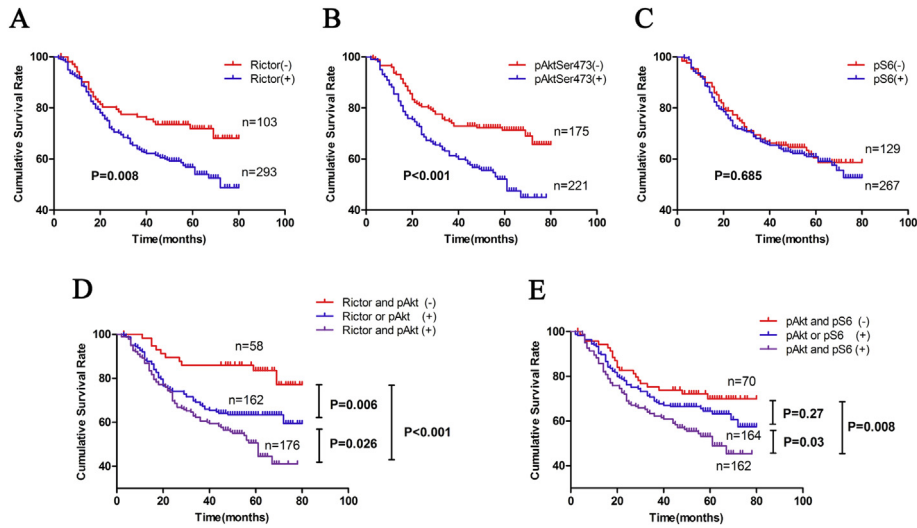 A
Rictor(-)
Rictor(+)
n=103
n=293
P=0.008
Cumulative Survival Rate
100
80
60
40
0 20 40 60 80 100
Time(months)
B
pAktSer473(-)
pAktSer473(+)
n=175
n=221
P<0.001
Cumulative Survival Rate
100
80
60
40
0 20 40 60 80 100
Time(months)
C
pS6(-)
pS6(+)
n=129
n=267
P=0.685
Cumulative Survival Rate
100
80
60
40
0 20 40 60 80 100
Time(months)
D
Rictor and pAkt (-)
Rictor or pAkt (+)
Rictor and pAkt (+)
n=58
n=162
n=176
P=0.006
P=0.026
P<0.001
Cumulative Survival Rate
100
80
60
40
0 20 40 60 80 100
Time(months)
E
pAkt and pS6 (-)
pAkt or pS6 (+)
pAkt and pS6 (+)
n=70
n=164
n=162
P=0.27
P=0.03
P=0.008
Cumulative Survival Rate
100
80
60
40
0 20 40 60 80 100
Time(months)